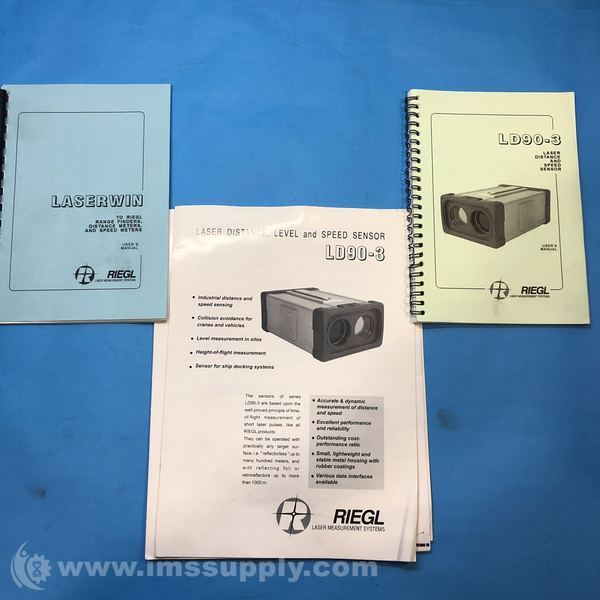 LASERWIN
TO RIEGL
RANGE FINDERS,
DISTANCE METERS,
AND SPEED METERS
USER'S
MANUAL
RIEGL
LASER MEASUREMENT SYSTEMS
LASER DISTANCE, LEVEL and SPEED SENSOR
LD90-3
Industrial distance and
speed sensing
Collision avoidance for
cranes and vehicles
Level measurement in silos
Height-of-flight measurement
Sensor for ship docking systems
The sensors of series
LD90-3 are based upon the
well-proved principle of time-
of-flight measurement of
short laser pulses, like all
RIEGL products.
They can be operated with
practically any target sur-
face, i.e. "reflectorless" up to
many hundred meters, and
with reflecting foil or
retroreflectors up to more
than 1000 m.
Accurate & dynamic
measurement of distance
and speed
Excellent performance
and reliability
Outstanding cost-
performance ratio
Small, lightweight and
stable metal housing with
rubber coatings
Various data interfaces
available
RIEGL
LASER MEASUREMENT SYSTEMS
LD90-3
LASER
DISTANCE
AND
SPEED
SENSOR
USER'S
MANUAL
RIEGL
LASER MEASUREMENT SYSTEMS
www.imssupply.com